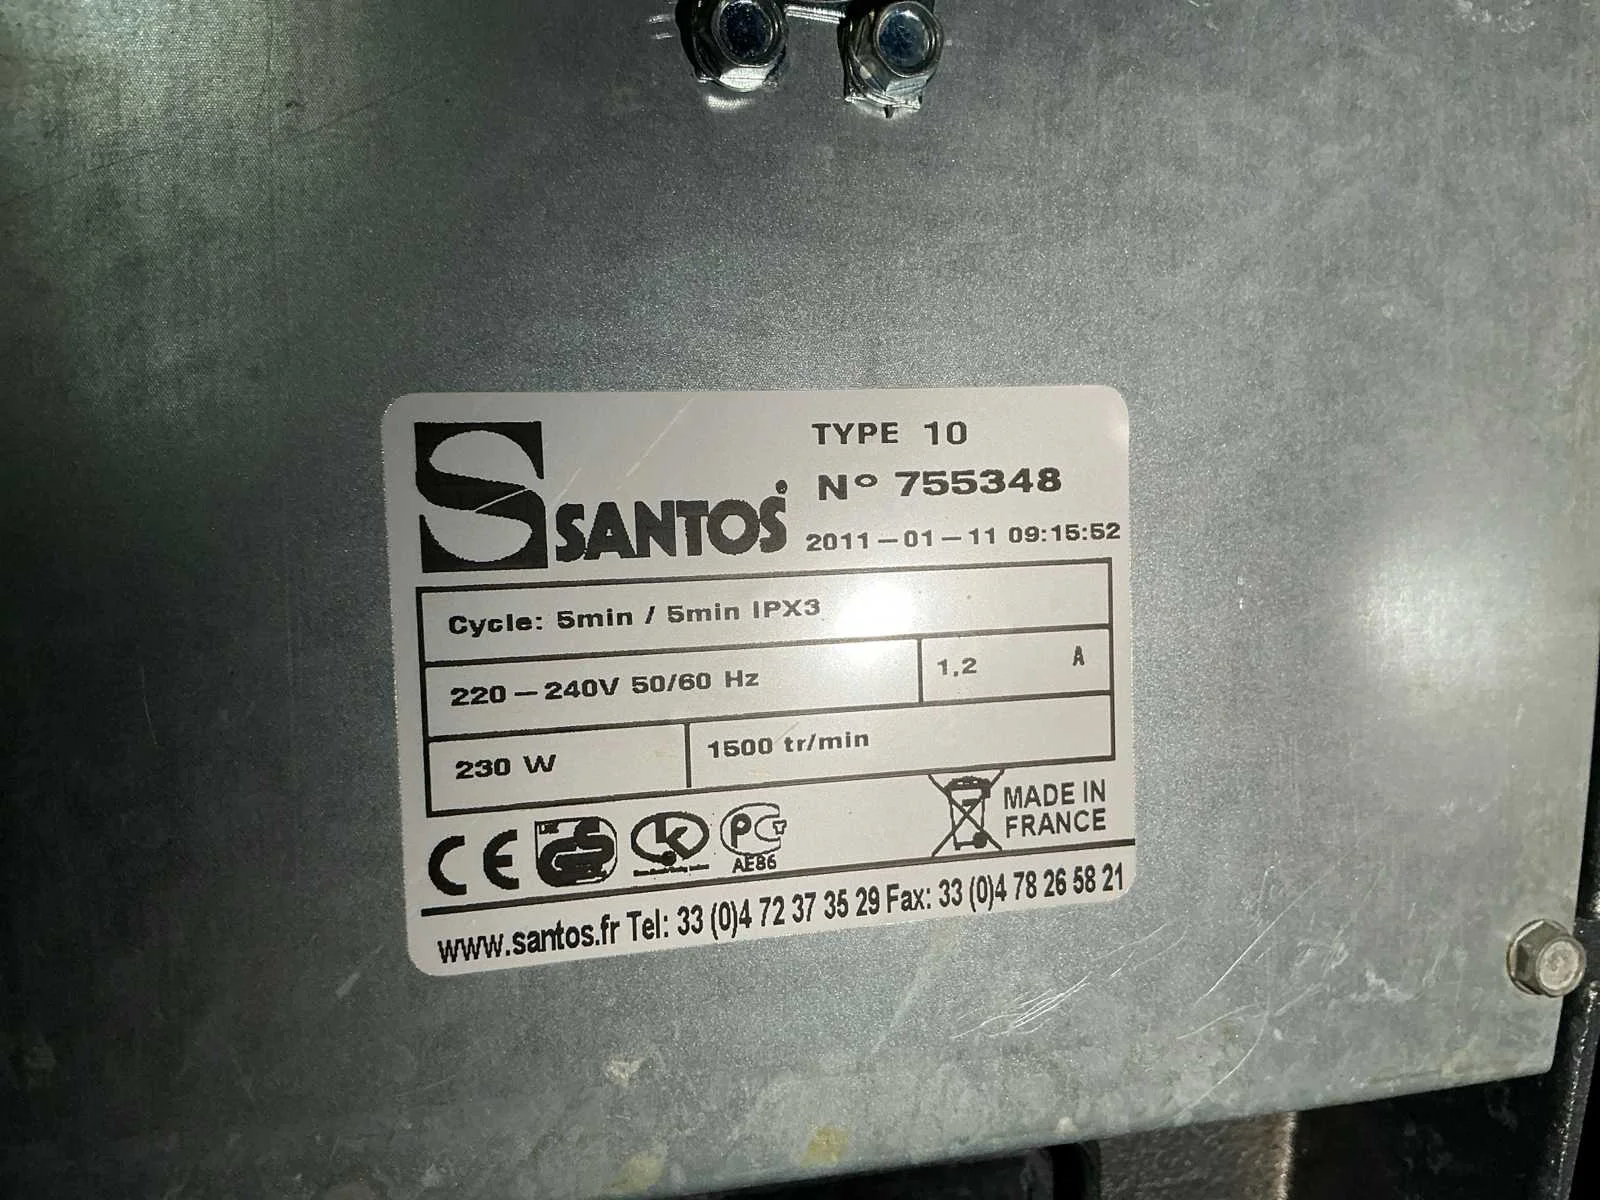 TYPE 10
N° 755348
SANTOS
2011-01-11 09:15:52
Cycle: 5min / 5min IPX3
220-240V 50/60 Hz
1,2 A
230 W
1500 tr/min
CE
GS
PG
AE86
MADE IN
FRANCE
www.santos.fr Tel: 33 (0)4 72 37 35 29 Fax: 33 (0)4 78 26 58 21